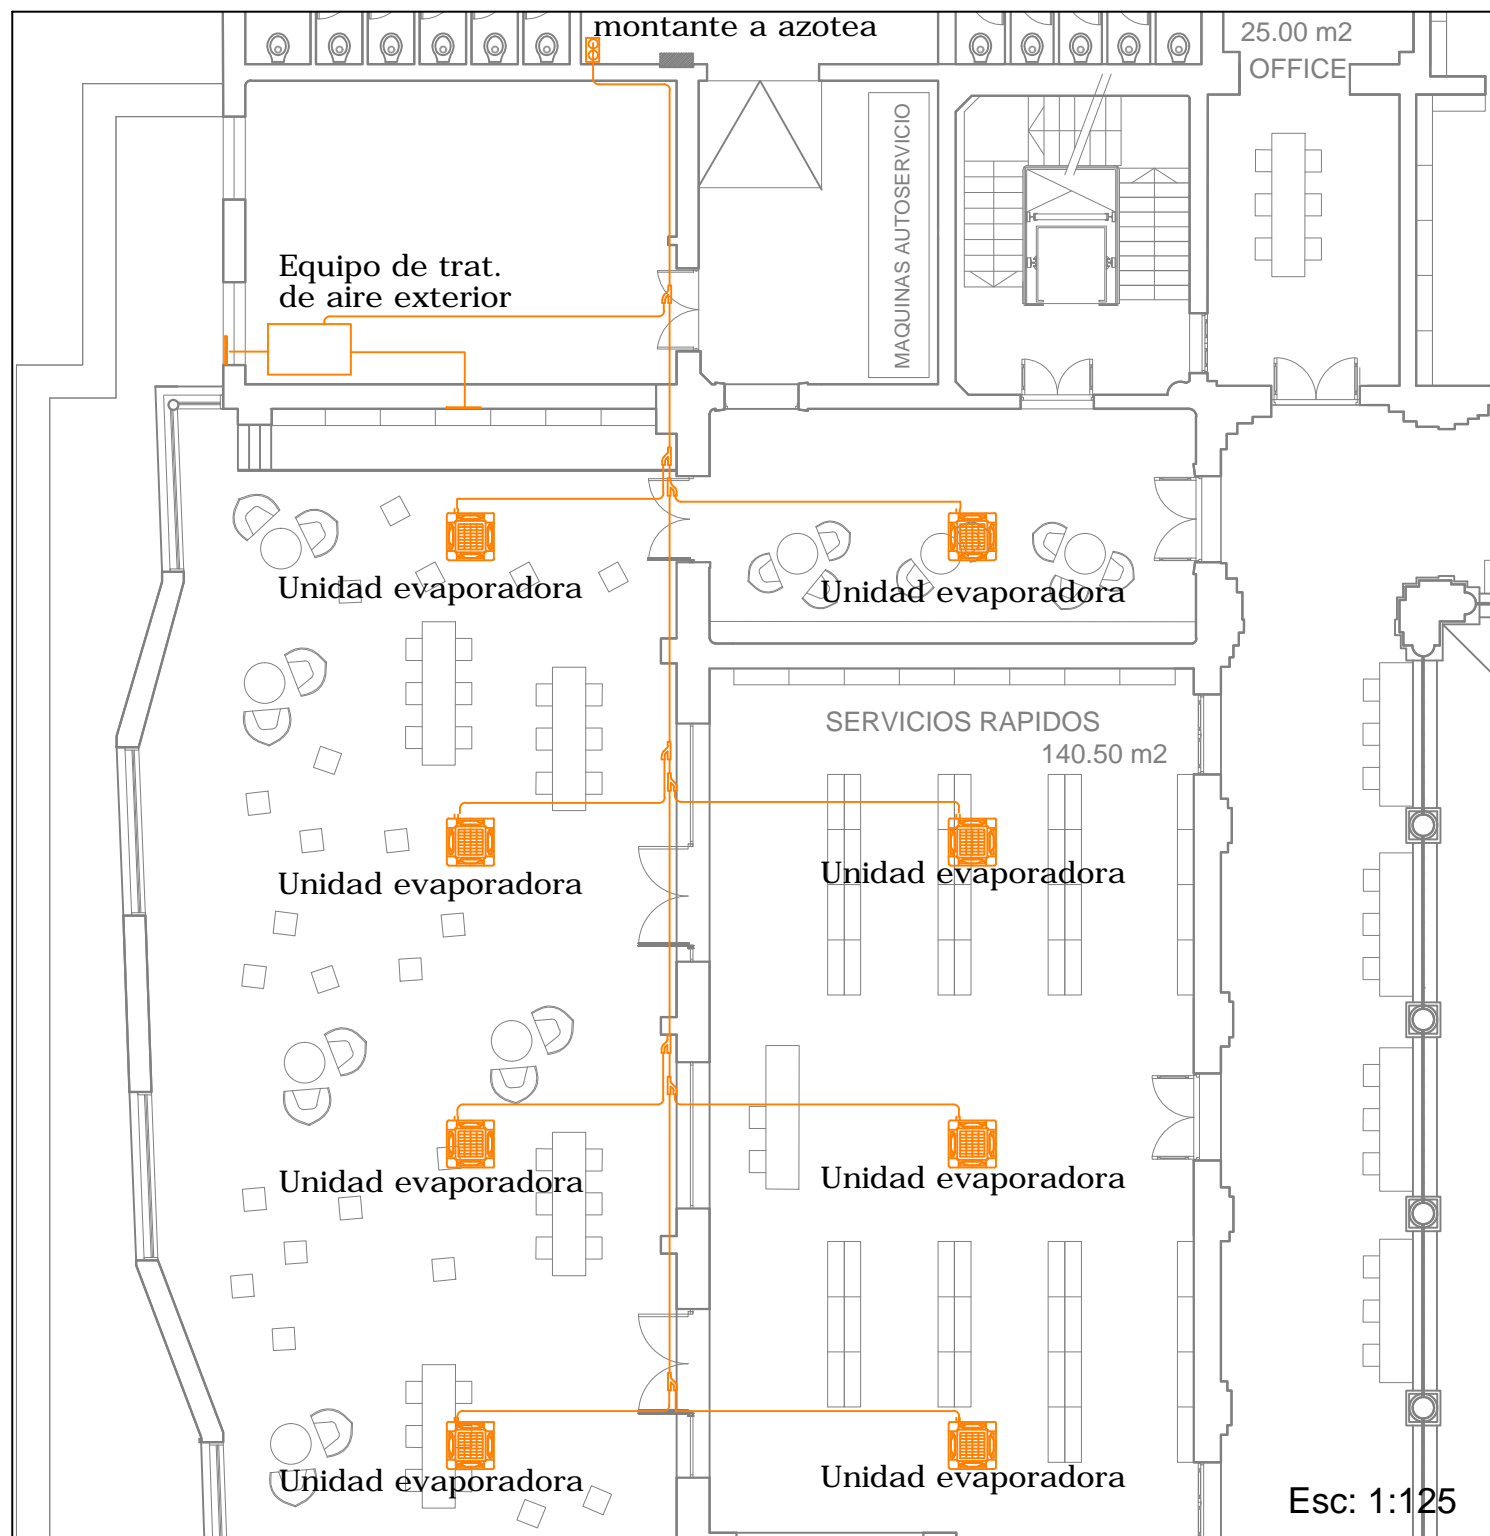 montante a azotea
25.00 m2
OFFICE
MAQUINAS AUTOSERVICIO
Equipo de trat.
de aire exterior
Unidad evaporadora
Unidad evaporadora
SERVICIOS RAPIDOS
140.50 m2
Unidad evaporadora
Unidad evaporadora
Unidad evaporadora
Unidad evaporadora
Unidad evaporadora
Unidad evaporadora
Esc: 1:125